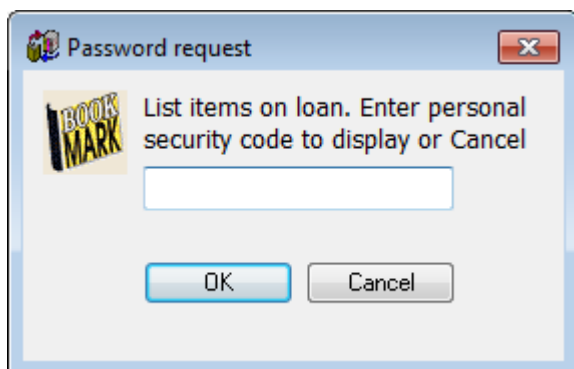 Password request
BOOK
MARK
List items on loan. Enter personal
security code to display or Cancel
OK
Cancel